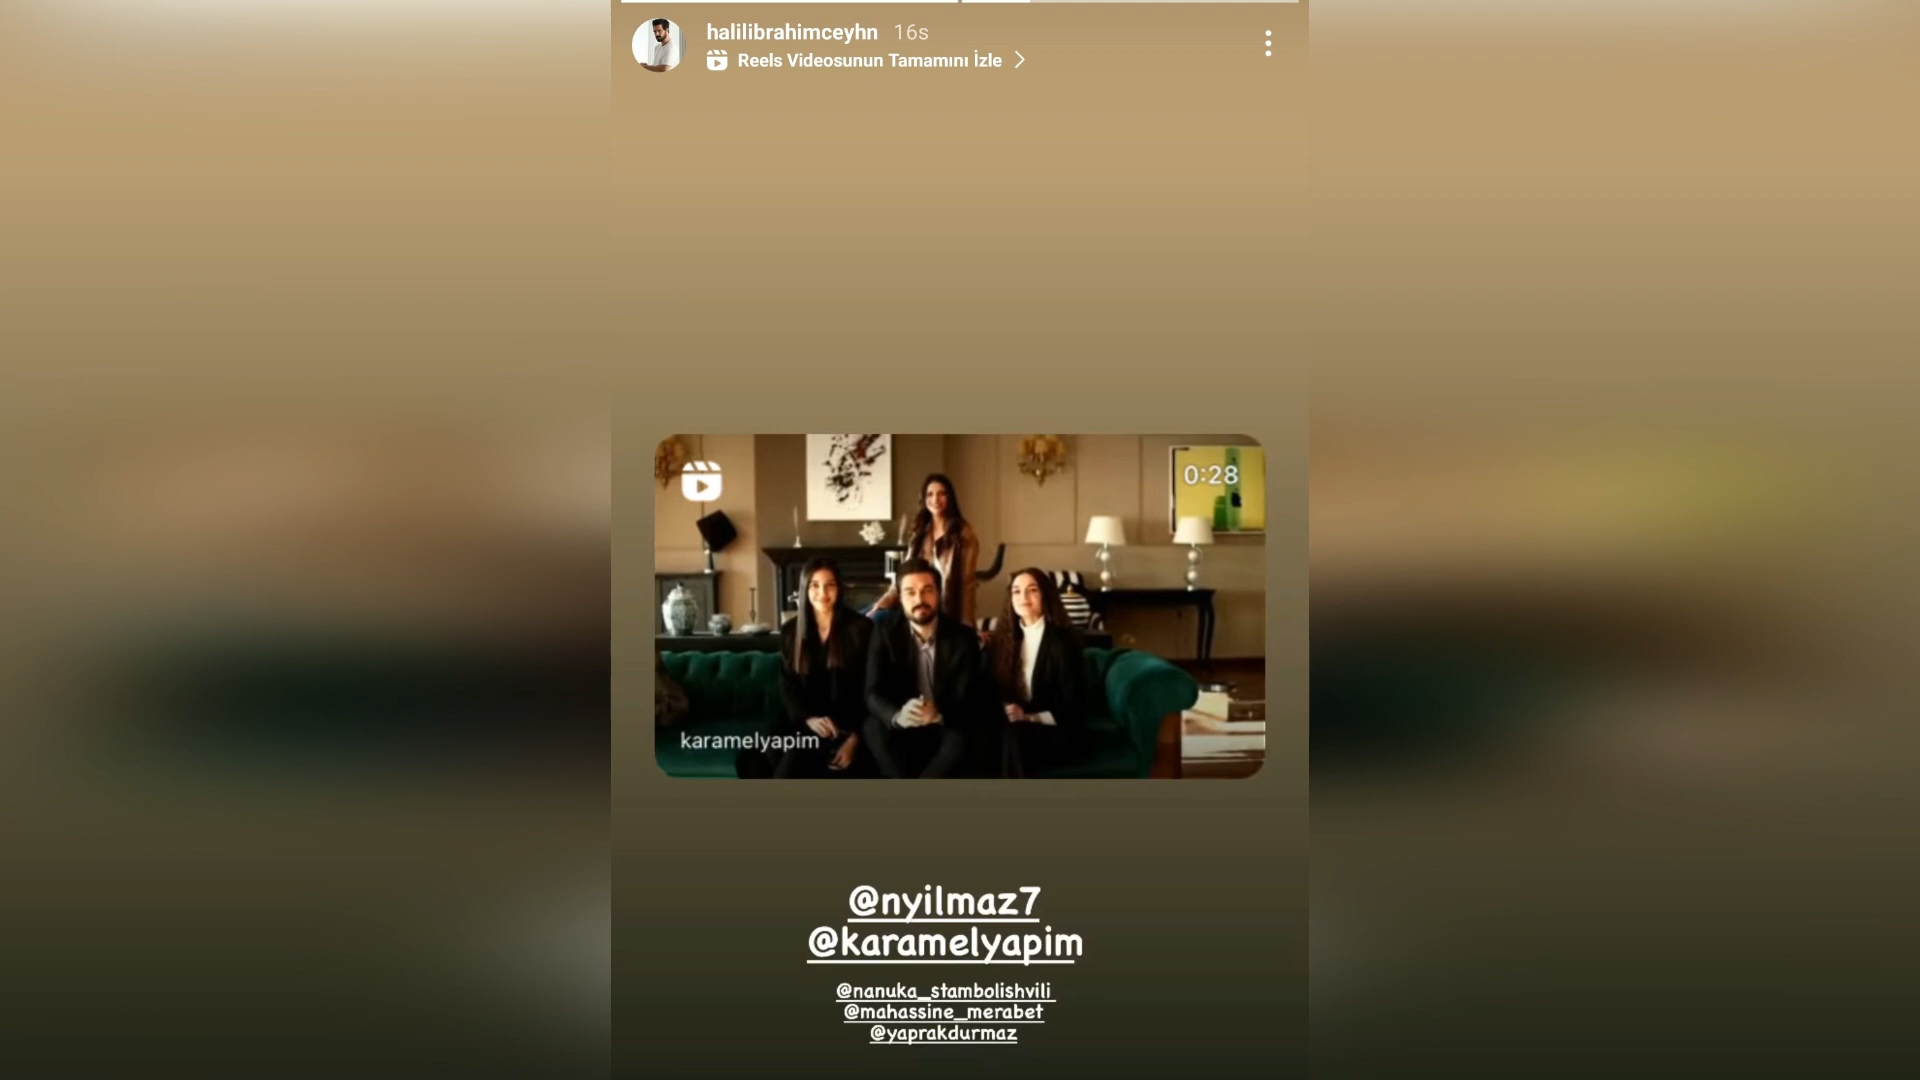 halilibrahimceyhn 16s
Reels Videosunun Tamamını İzle
0:28
karamelyapim
@nyilmaz7
@karamelyapim
@nanuka_stambolishvili
@mahassine_merabet
@yaprakdurmaz